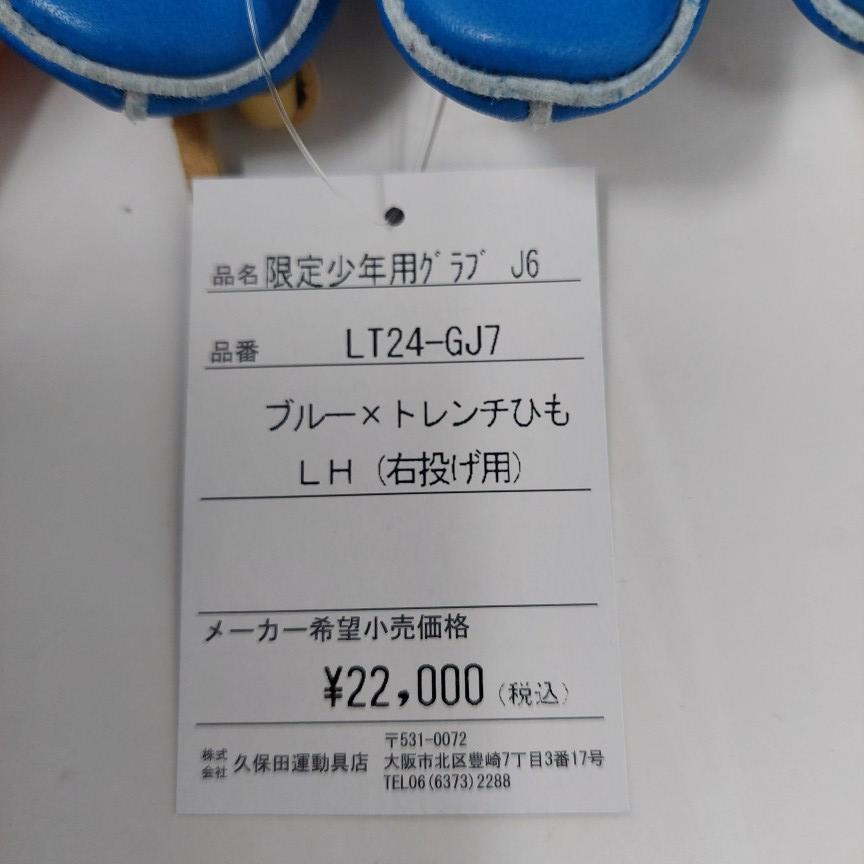 品名 限定少年用ｸﾞﾗﾌﾞ J6
品番 LT24-GJ7
ブルー×トレンチひも
LH (右投げ用)
メーカー希望小売価格
¥22,000 (税込)
株式会社 久保田運動具店
〒531-0072
大阪市北区豊崎7丁目3番17号
TEL06(6373)2288